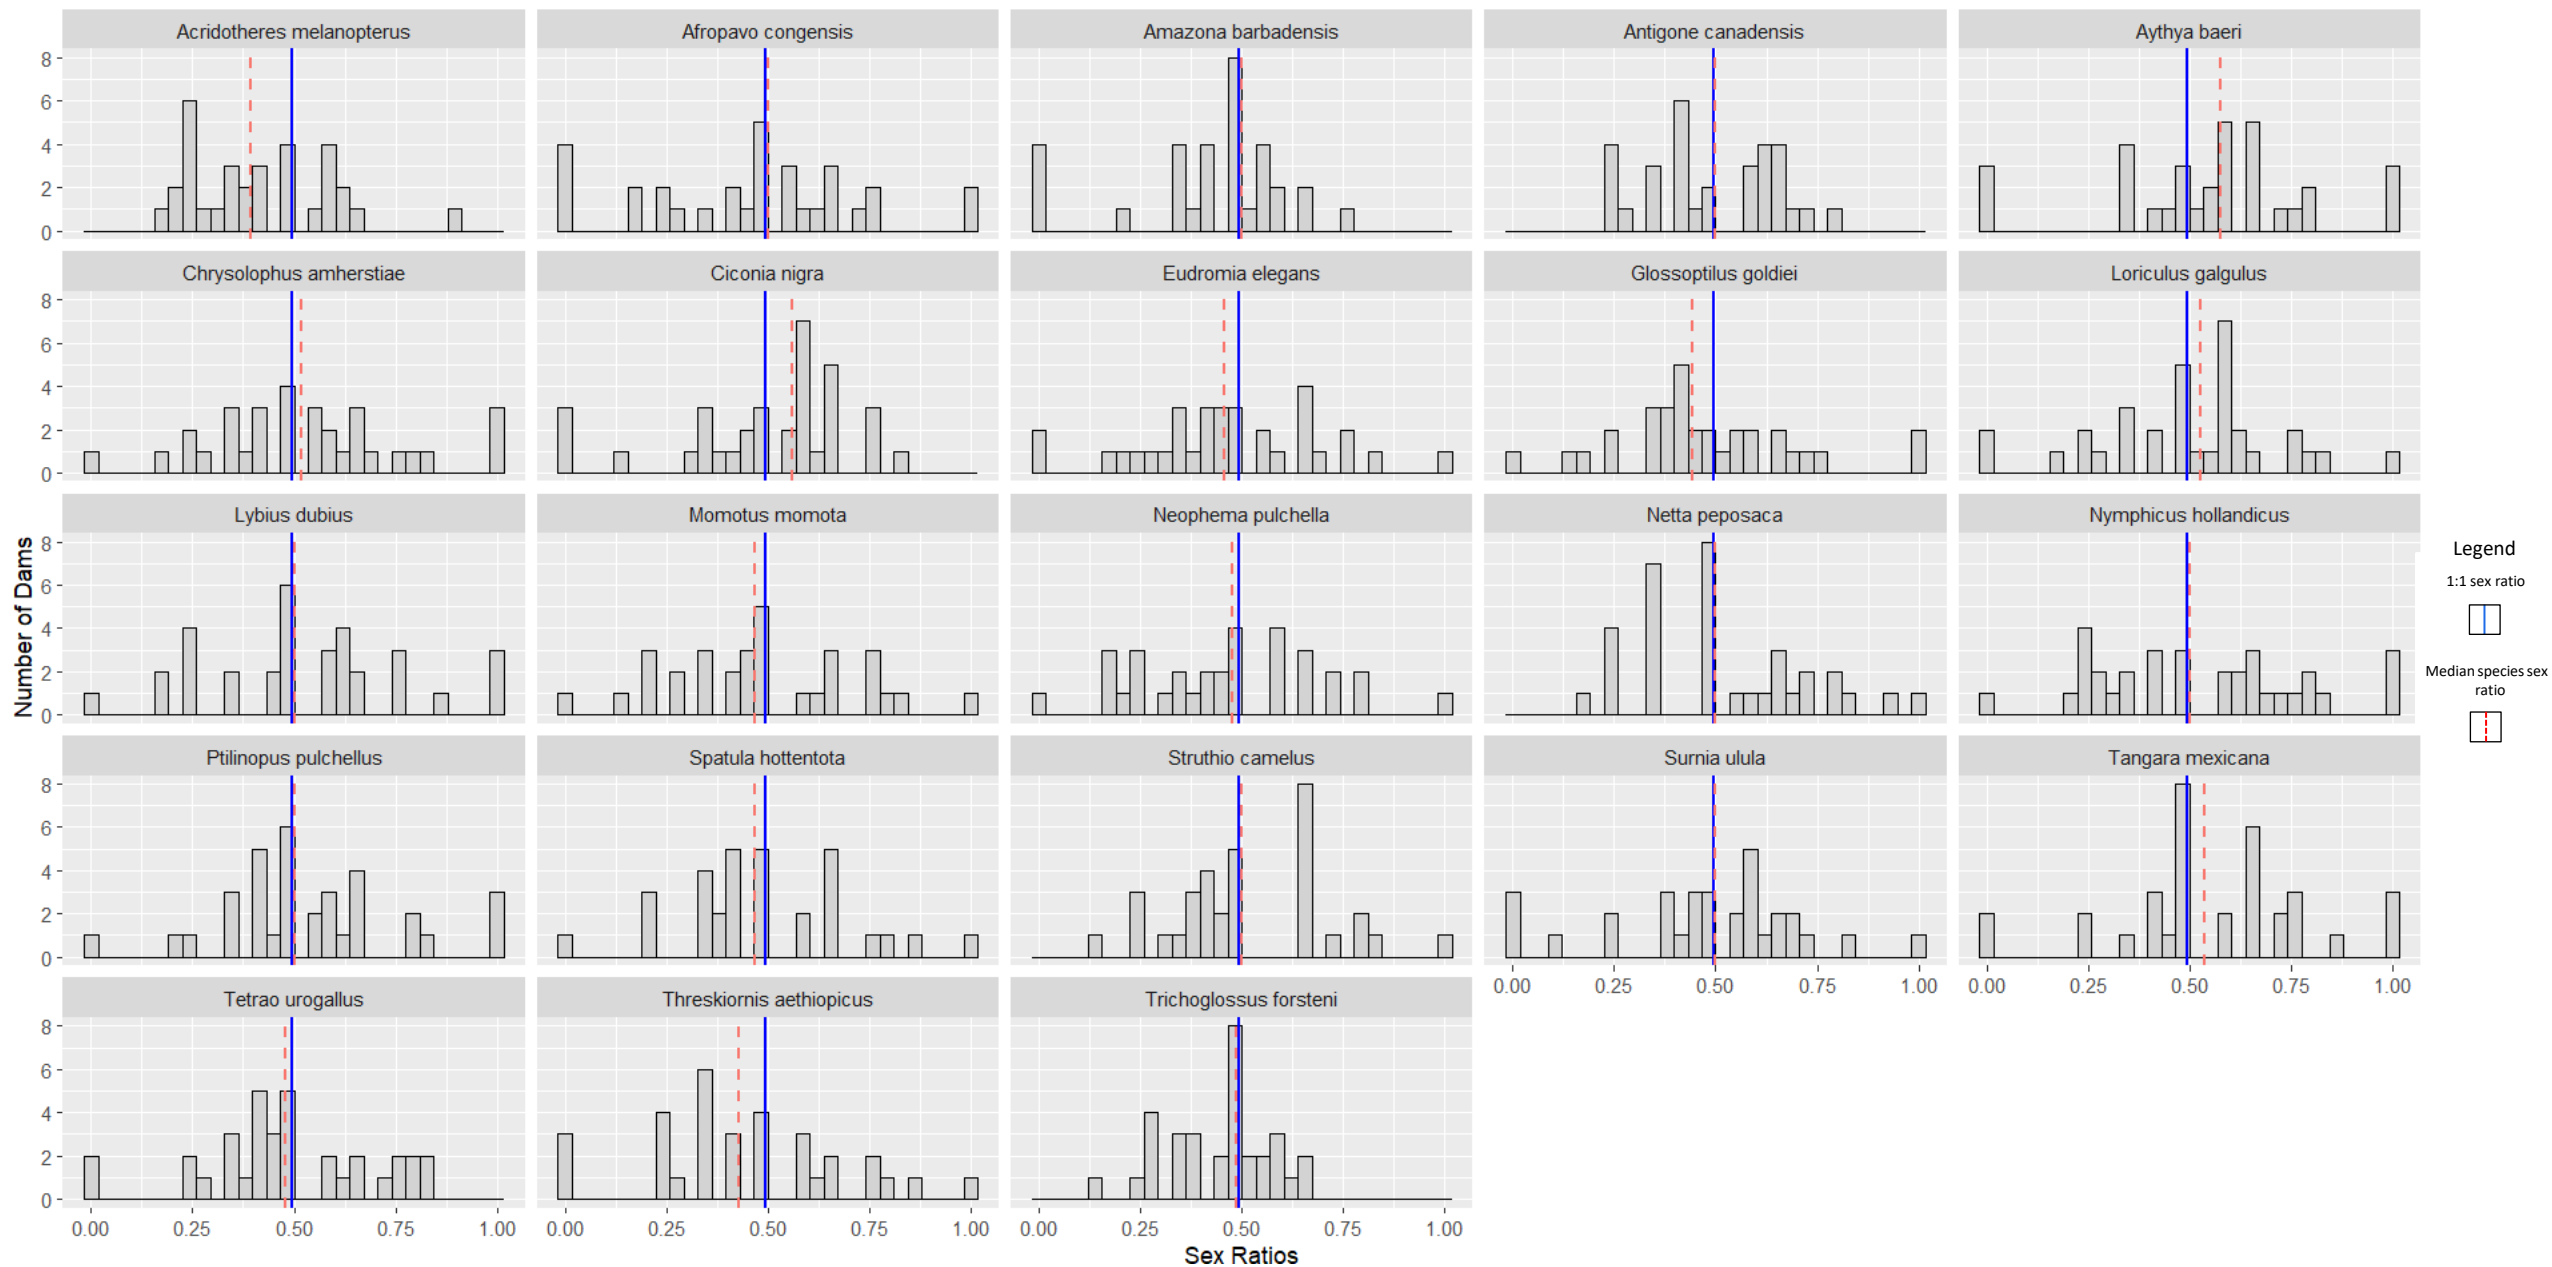 Acridotheres melanopterus
Afropavo congensis
Amazona barbadensis
Antigone canadensis
Aythya baeri
8
6
4
2
0
Chrysolophus amherstiae
Ciconia nigra
Eudromia elegans
Glossoptilus goldiei
Loriculus galgulus
8
6
4
2
0
Lybius dubius
Momotus momota
Neophema pulchella
Netta peposaca
Nymphicus hollandicus
Number of Dams
8
6
4
2
0
Legend
1:1 sex ratio
Median species sex
ratio
Ptilinopus pulchellus
Spatula hottentota
Struthio camelus
Surnia ulula
Tangara mexicana
8
6
4
2
0
0.00 0.25 0.50 0.75 1.00
0.00 0.25 0.50 0.75 1.00
Tetrao urogallus
Threskiornis aethiopicus
Trichoglossus forsteni
8
6
4
2
0
0.00 0.25 0.50 0.75 1.00
0.00 0.25 0.50 0.75 1.00
0.00 0.25 0.50 0.75 1.00
Sex Ratios